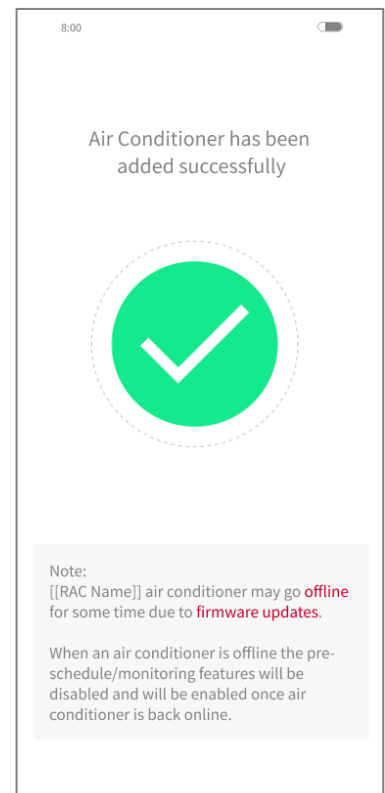 8:00
Air Conditioner has been
added successfully
Note:
[[RAC Name]] air conditioner may go offline
for some time due to firmware updates.
When an air conditioner is offline the pre-
schedule/monitoring features will be
disabled and will be enabled once air
conditioner is back online.